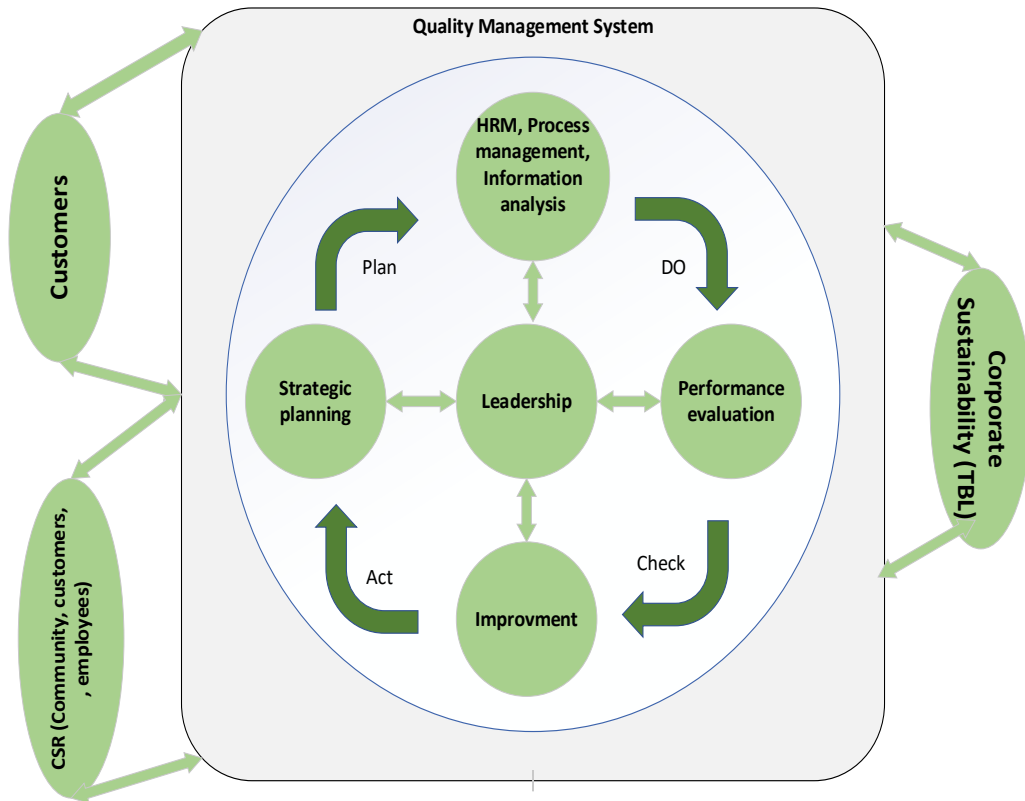 Quality Management System
HRM, Process
management,
Information
analysis
Plan
DO
Customers
Strategic
planning
Leadership
Performance
evaluation
Corporate
Sustainability (TBL)
CSR (Community, customers,
, employees)
Act
Check
Improvment